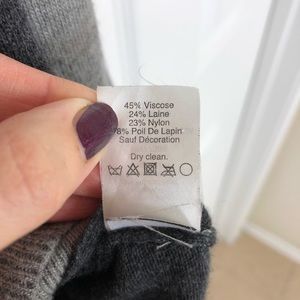 45% Viscose
24% Laine
23% Nylon
8% Poil De Lapin
Sauf Décoration
Dry clean.